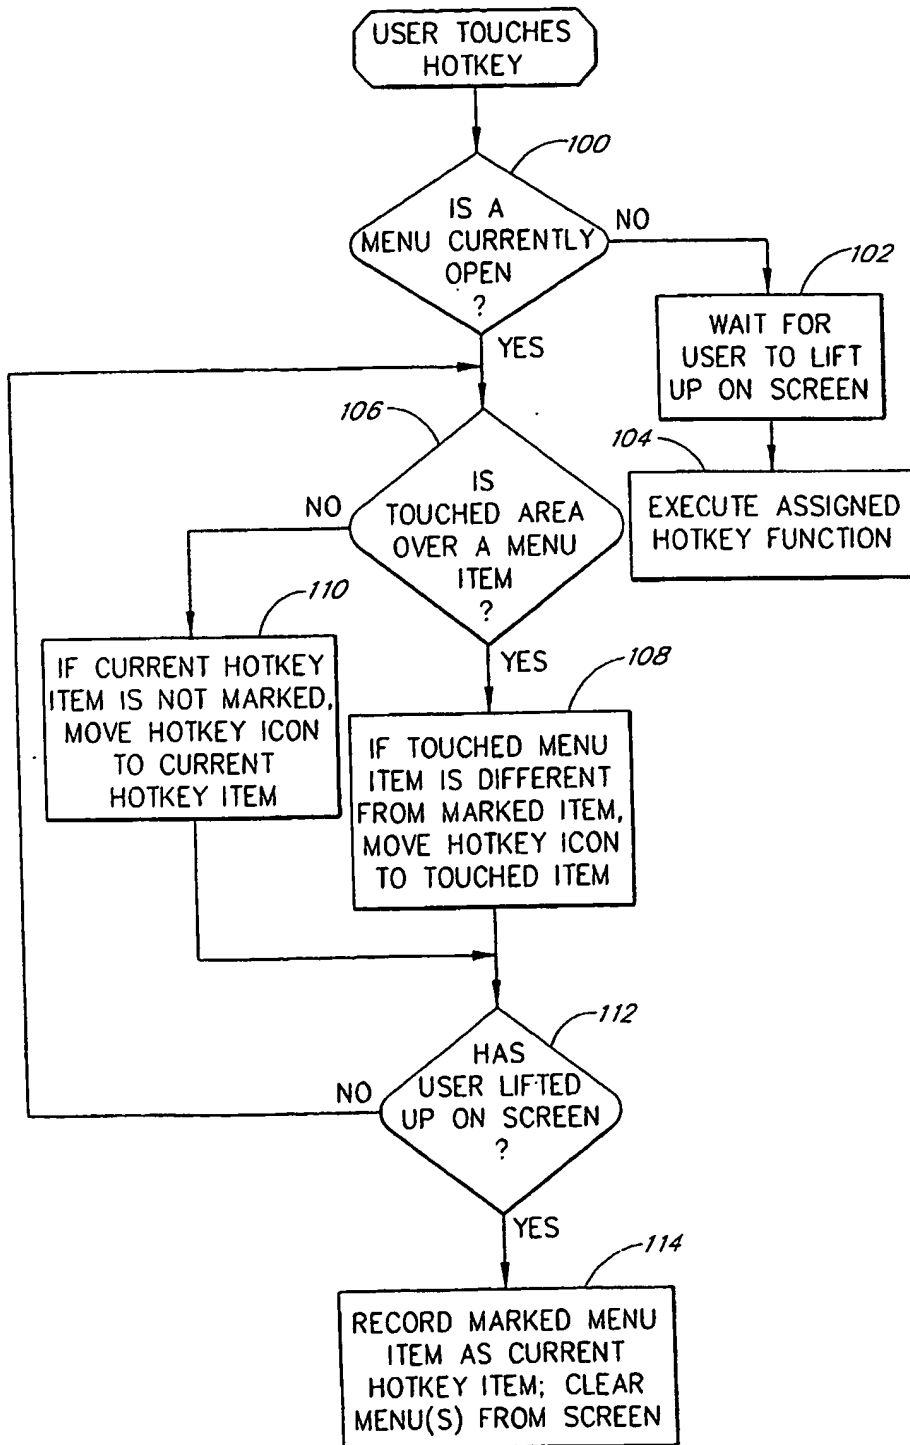 USER TOUCHES
HOTKEY
100
IS A
MENU CURRENTLY
OPEN
?
NO
YES
102
WAIT FOR
USER TO LIFT
UP ON SCREEN
104
EXECUTE ASSIGNED
HOTKEY FUNCTION
106
IS
TOUCHED AREA
OVER A MENU
ITEM
?
NO
YES
110
IF CURRENT HOTKEY
ITEM IS NOT MARKED,
MOVE HOTKEY ICON
TO CURRENT
HOTKEY ITEM
108
IF TOUCHED MENU
ITEM IS DIFFERENT
FROM MARKED ITEM,
MOVE HOTKEY ICON
TO TOUCHED ITEM
112
HAS
USER LIFTED
UP ON SCREEN
?
NO
YES
114
RECORD MARKED MENU
ITEM AS CURRENT
HOTKEY ITEM; CLEAR
MENU(S) FROM SCREEN